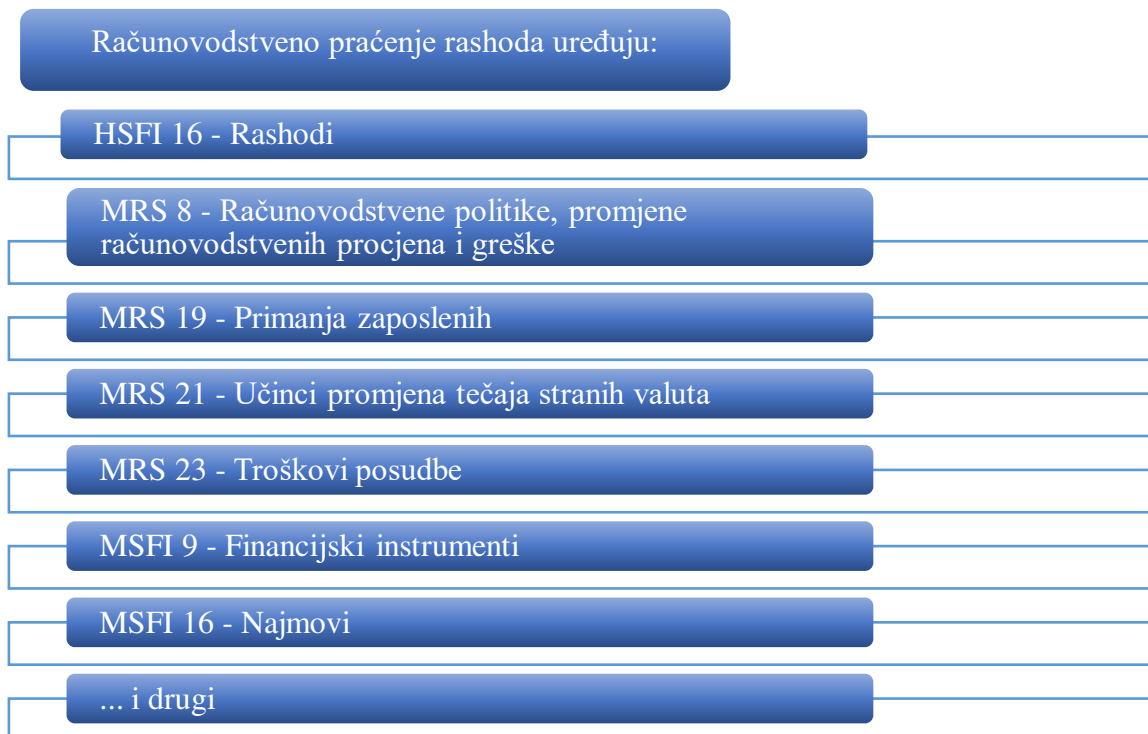 Računovodstveno praćenje rashoda uređuju:
HSFI 16 - Rashodi
MRS 8 - Računovodstvene politike, promjene
računovodstvenih procjena i greške
MRS 19 - Primanja zaposlenih
MRS 21 - Učinci promjena tečaja stranih valuta
MRS 23 - Troškovi posudbe
MSFI 9 - Financijski instrumenti
MSFI 16 - Najmovi
... i drugi